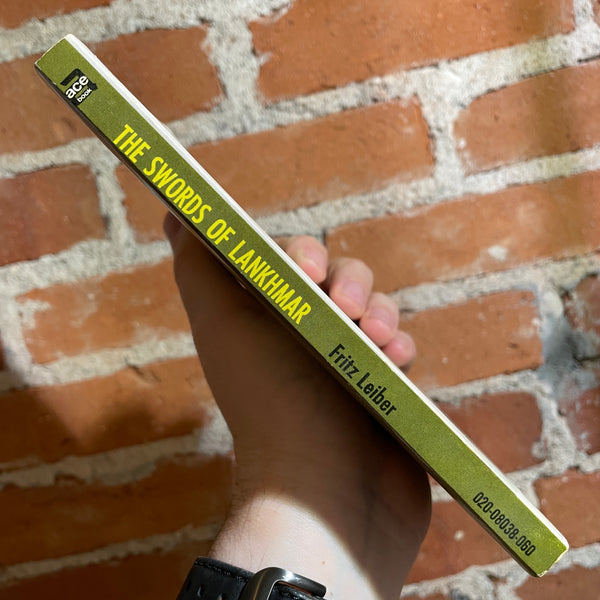 ace
book
THE SWORDS OF LANKHMAR
Fritz Leiber
020-08038-060